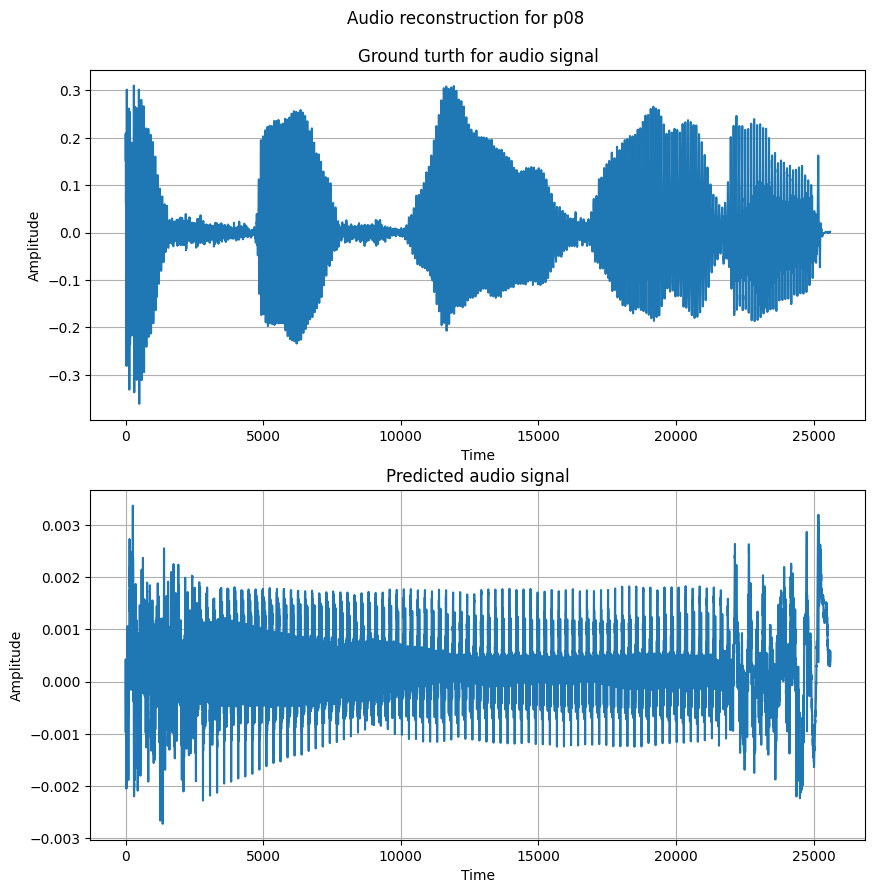 Audio reconstruction for p08
Ground turth for audio signal
0.3
0.2
0.1
0.0
−0.1
−0.2
−0.3
Amplitude
0 5000 10000 15000 20000 25000
Time
Predicted audio signal
0.003
0.002
0.001
0.000
−0.001
−0.002
−0.003
Amplitude
0 5000 10000 15000 20000 25000
Time